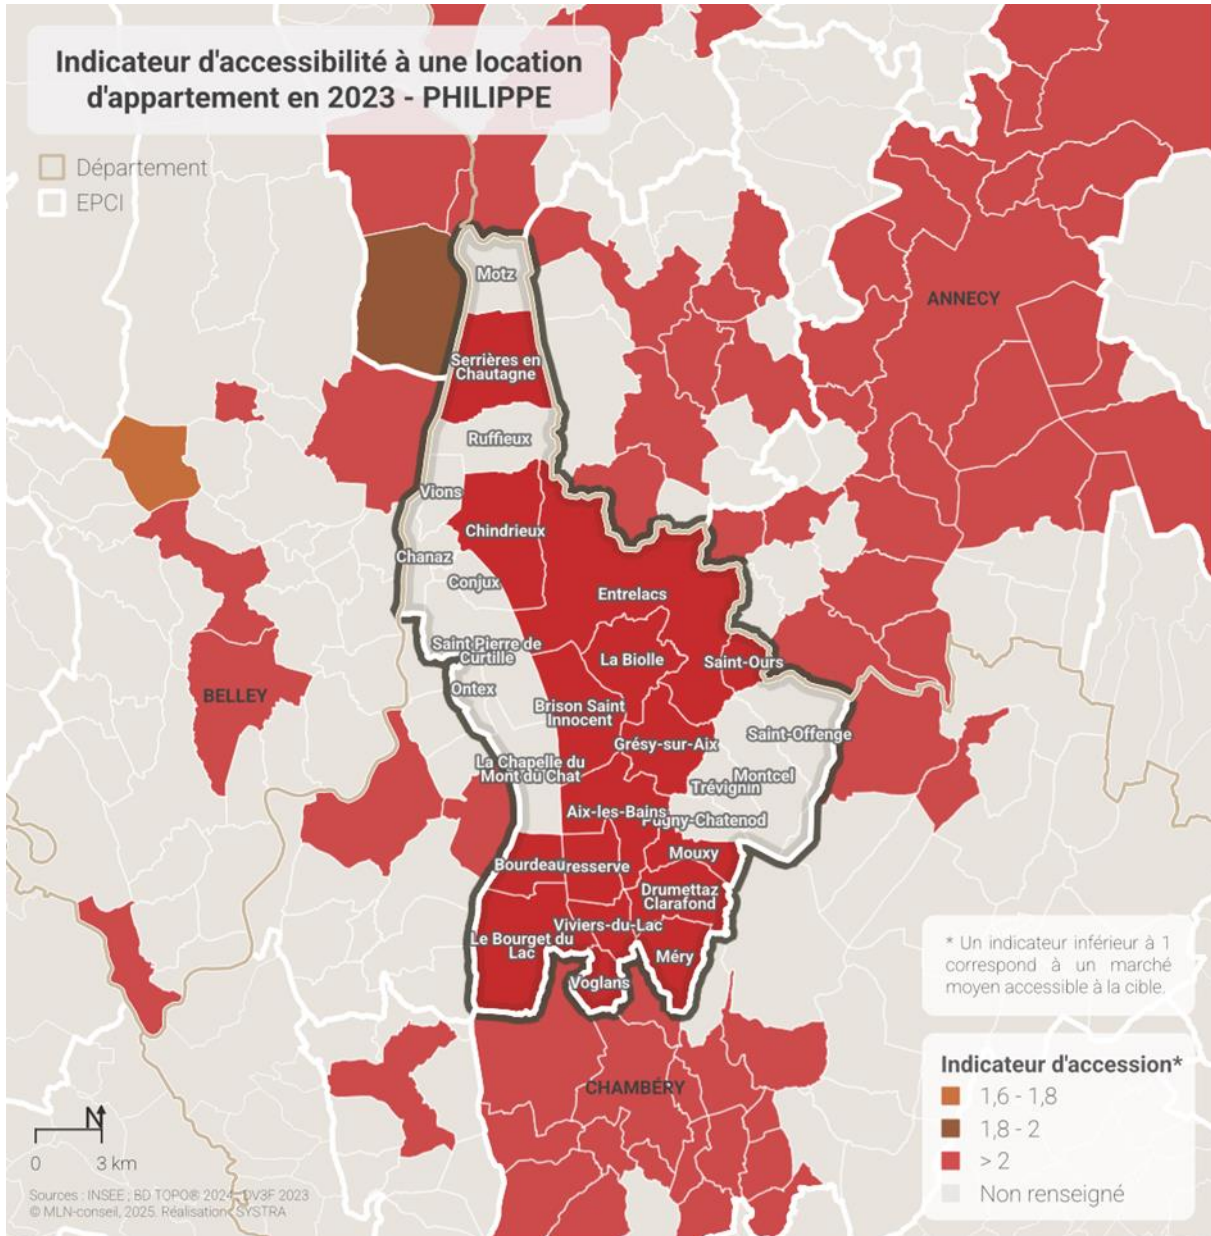 Indicateur d'accessibilité à une location
d'appartement en 2023 - PHILIPPE
Département
EPCI
Motz
ANNECY
Serrières en
Chautagne
Ruffieux
Vions
Chindrieux
Chanaz
Conjux
Entrelacs
Saint Pierre de
Curtille
La Biolle
Saint-Ours
Ontex
BELLEY
Brison Saint
Innocent
Saint-Offenge
Grésy-sur-Aix
La Chapelle du
Mont du Chat
Montcel
Trévignin
Aix-les-Bains
Pugny-Chatenod
Mouxy
Bourdeau
resserve
Drumettaz
Clarafond
Viviers-du-Lac
Le Bourget du
Lac
Méry
Voglans
CHAMBÉRY
* Un indicateur inférieur à 1
correspond à un marché
moyen accessible à la cible.
Indicateur d'accession*
1,6 - 1,8
1,8 - 2
> 2
Non renseigné
N
0 3 km
Sources : INSEE ; BD TOPO® 2024 ; DV3F 2023
© MLN-conseil, 2025. Réalisation : SYSTRA